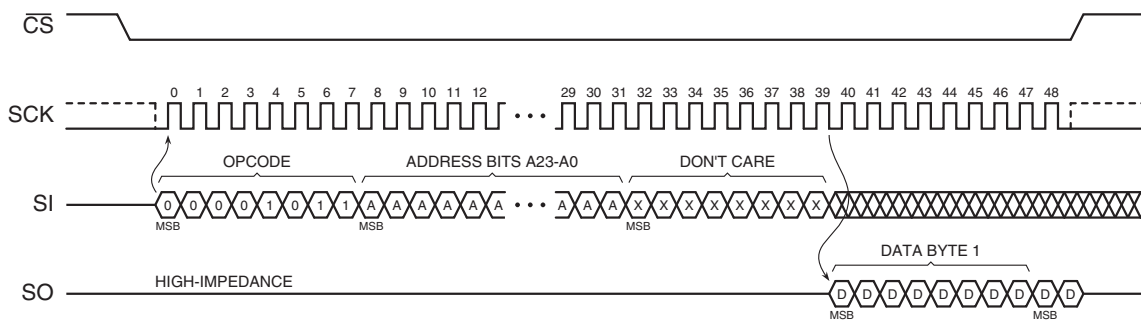 CS
0 1 2 3 4 5 6 7 8 9 10 11 12 29 30 31 32 33 34 35 36 37 38 39 40 41 42 43 44 45 46 47 48
SCK
OPCODE ADDRESS BITS A23-A0 DON'T CARE
SI 0 0 0 0 1 0 1 1 A A A A A A A A A X X X X X X X X
MSB MSB MSB
DATA BYTE 1
HIGH-IMPEDANCE
SO D D D D D D D D D D
MSB MSB